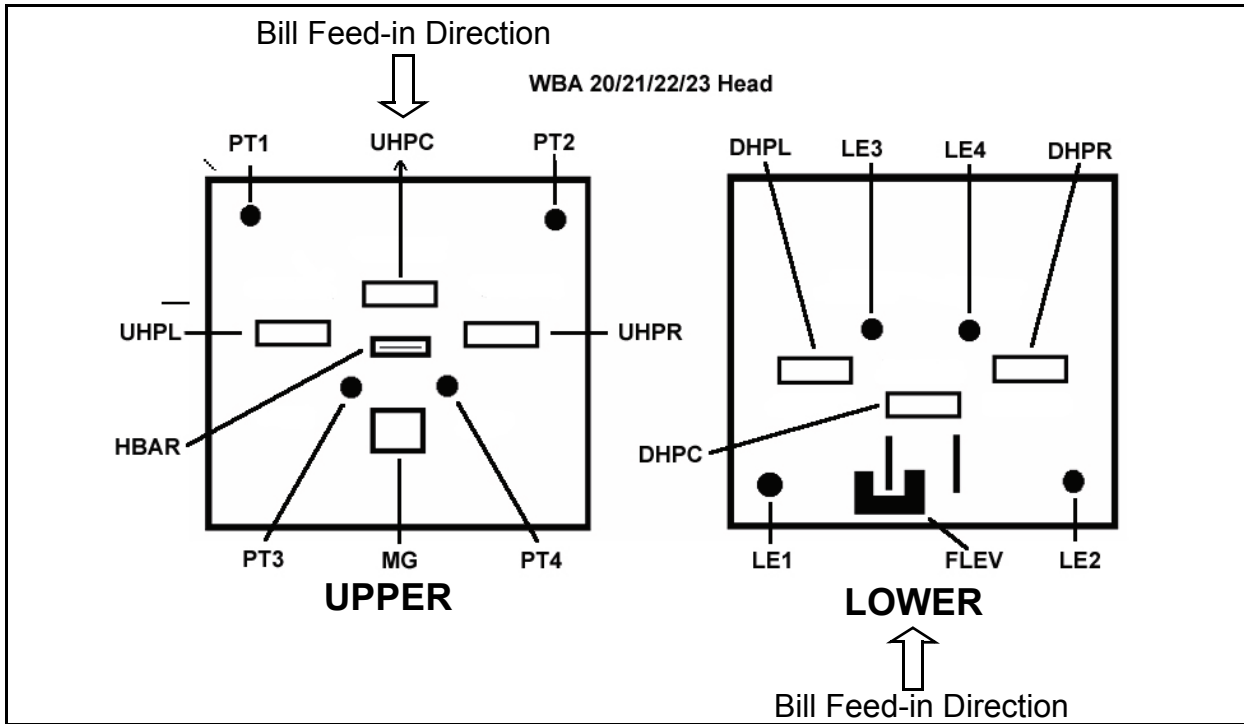 Bill Feed-in Direction
WBA 20/21/22/23 Head
PT1
UHPC
PT2
UHPL
UHPR
HBAR
PT3
MG
PT4
UPPER
DHPL
LE3
LE4
DHPR
DHPC
LE1
FLEV
LE2
LOWER
Bill Feed-in Direction